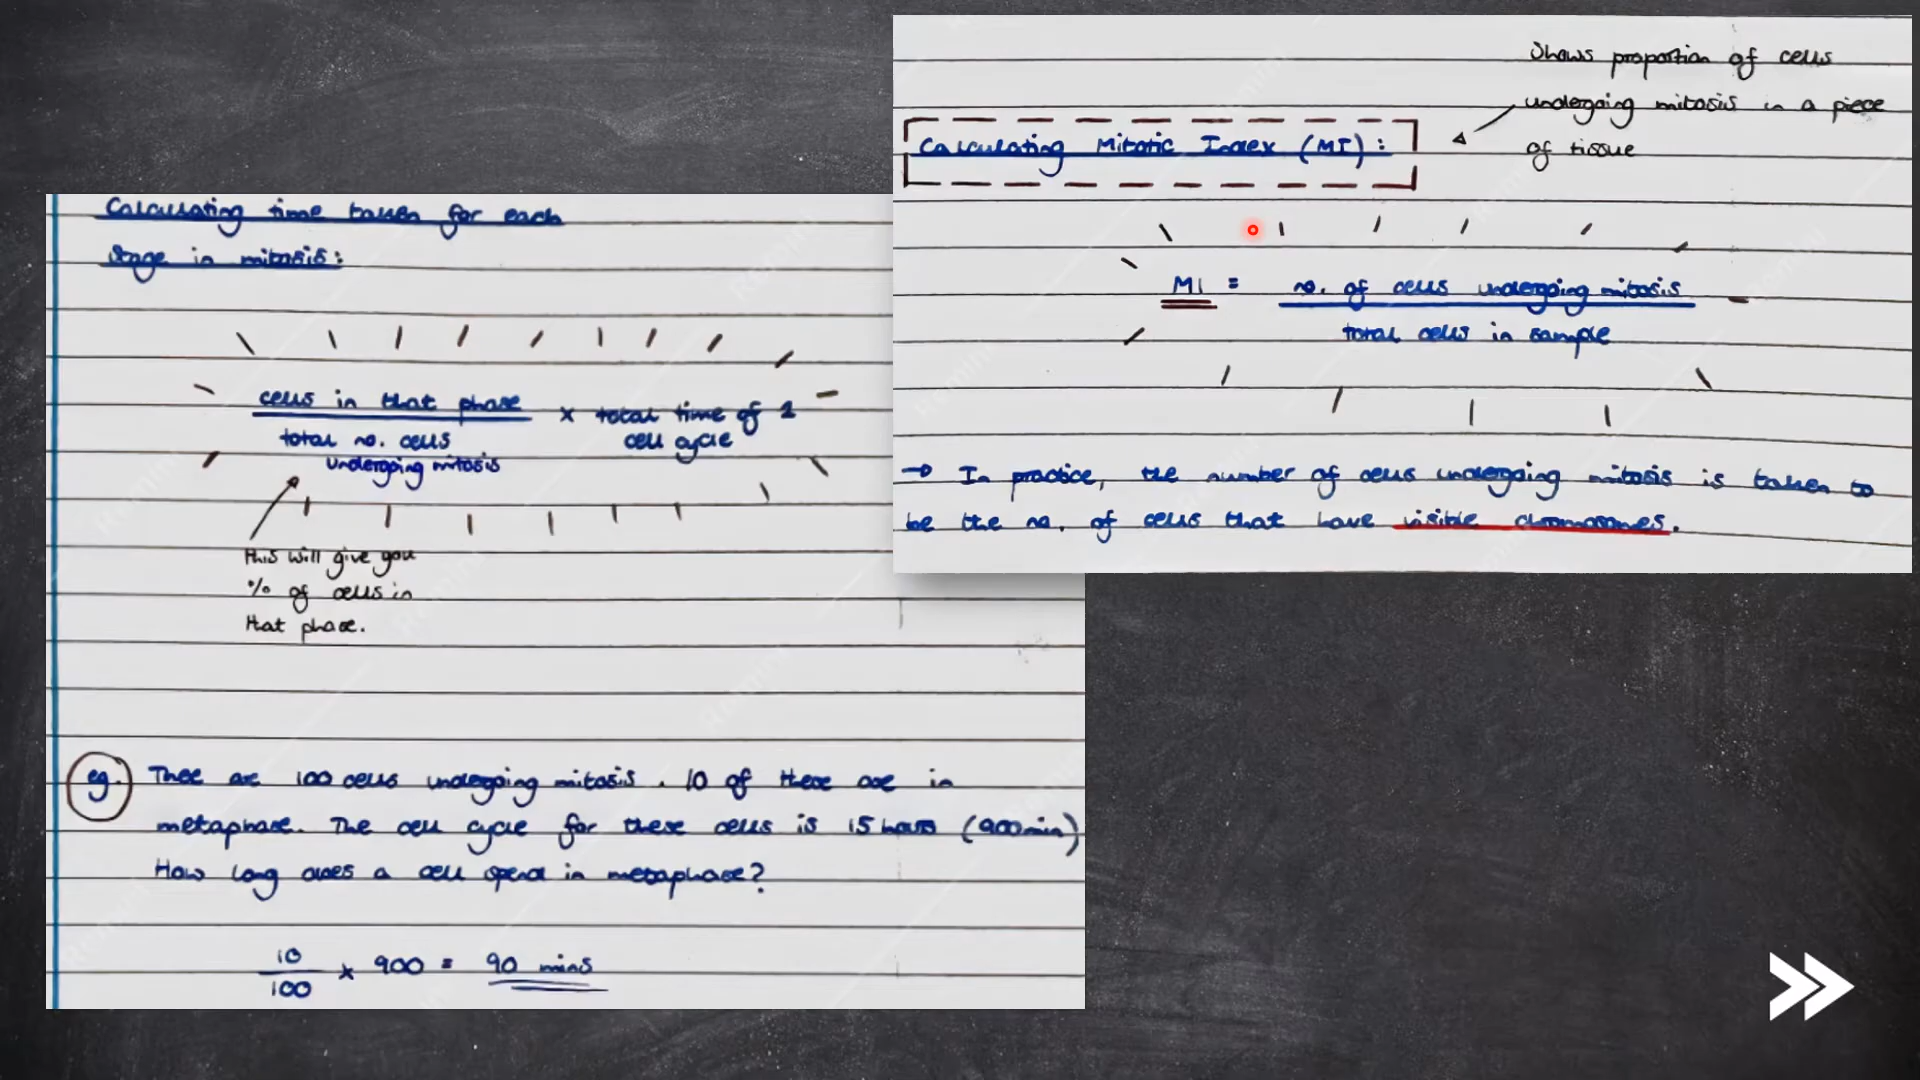 Calculating time taken for each
stage in mitosis:
cells in that phase x total time of 1
total no. cells cell cycle
undergoing mitosis
this will give you
% of cells in
that phase.
eg. There are 100 cells undergoing mitosis. 10 of these are in
metaphase. The cell cycle for these cells is 15 hours (900min)
How long does a cell spend in metaphase?
10
100
x 900 = 90 mins
Shows proportion of cells
undergoing mitosis in a piece
of tissue
Calculating Mitotic Index (MI):
MI = no. of cells undergoing mitosis
total cells in sample
→ In practice, the number of cells undergoing mitosis is taken to
be the no. of cells that have visible chromosomes.